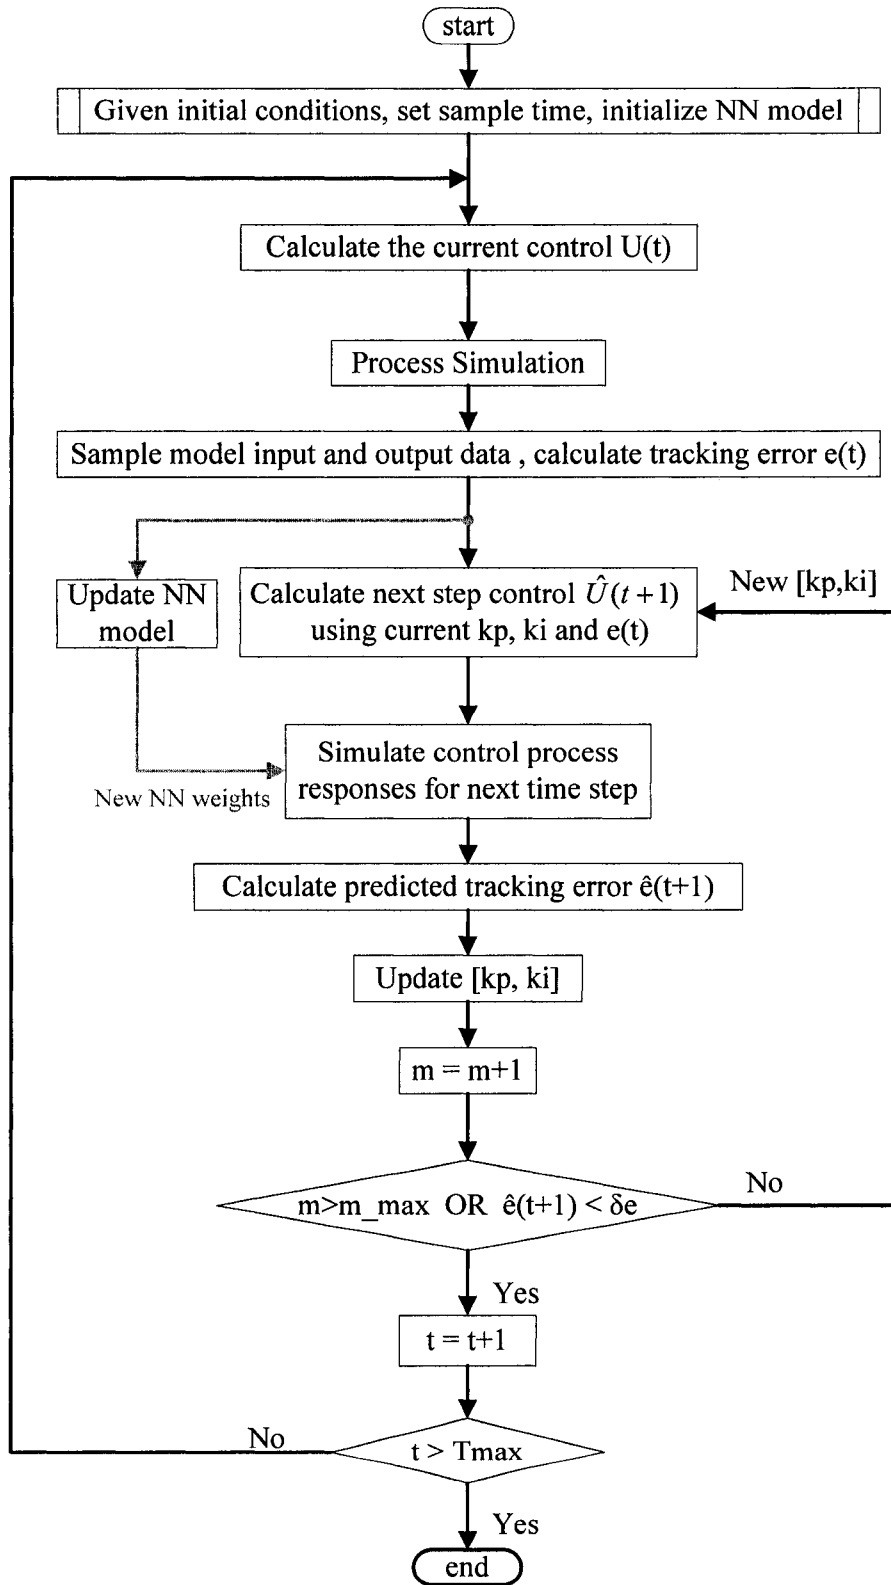 start
Given initial conditions, set sample time, initialize NN model
Calculate the current control U(t)
Process Simulation
Sample model input and output data , calculate tracking error e(t)
Update NN
model
Calculate next step control Û(t+1)
using current kp, ki and e(t)
New [kp,ki]
Simulate control process
responses for next time step
New NN weights
Calculate predicted tracking error ê(t+1)
Update [kp, ki]
m = m+1
m>m_max OR ê(t+1) < δe
No
Yes
t = t+1
No
t > Tmax
Yes
end